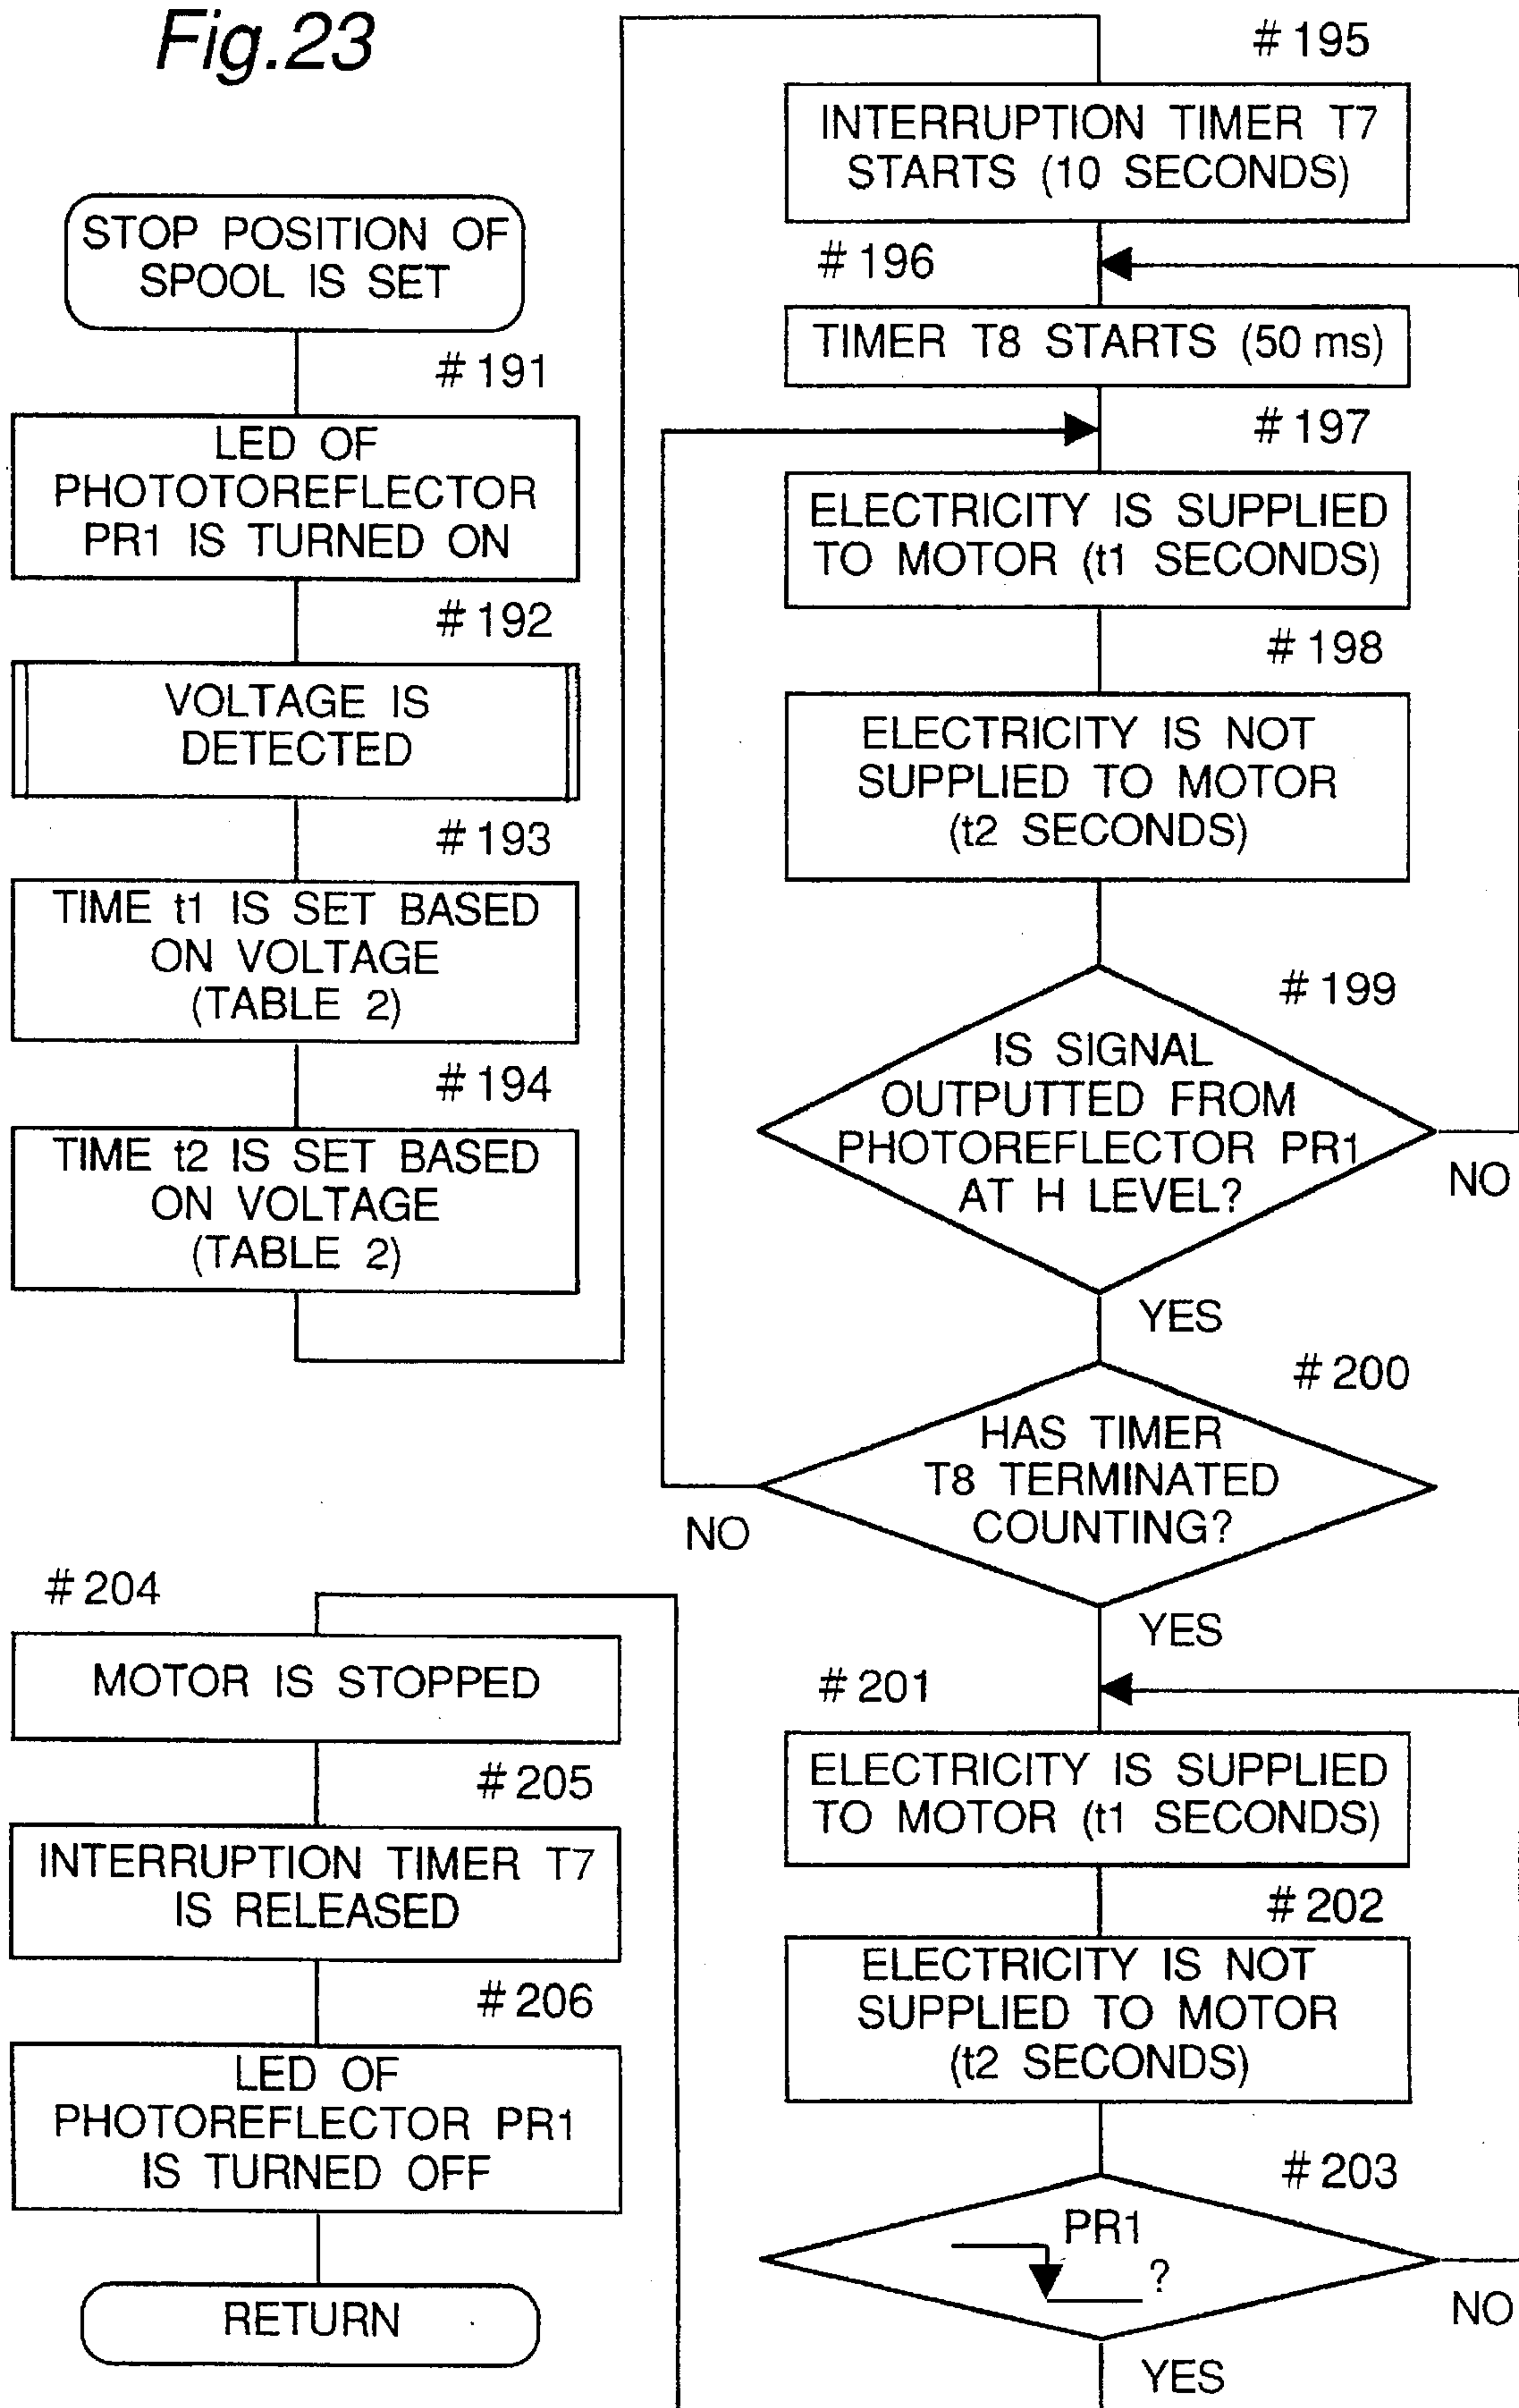 Fig.23
STOP POSITION OF
SPOOL IS SET
# 191
LED OF
PHOTOTOREFLECTOR
PR1 IS TURNED ON
# 192
VOLTAGE IS
DETECTED
# 193
TIME t1 IS SET BASED
ON VOLTAGE
(TABLE 2)
# 194
TIME t2 IS SET BASED
ON VOLTAGE
(TABLE 2)
# 195
INTERRUPTION TIMER T7
STARTS (10 SECONDS)
# 196
TIMER T8 STARTS (50 ms)
# 197
ELECTRICITY IS SUPPLIED
TO MOTOR (t1 SECONDS)
# 198
ELECTRICITY IS NOT
SUPPLIED TO MOTOR
(t2 SECONDS)
# 199
IS SIGNAL
OUTPUTTED FROM
PHOTOREFLECTOR PR1
AT H LEVEL?
NO
YES
# 200
HAS TIMER
T8 TERMINATED
COUNTING?
NO
YES
# 201
ELECTRICITY IS SUPPLIED
TO MOTOR (t1 SECONDS)
# 202
ELECTRICITY IS NOT
SUPPLIED TO MOTOR
(t2 SECONDS)
# 203
PR1
?
NO
YES
# 204
MOTOR IS STOPPED
# 205
INTERRUPTION TIMER T7
IS RELEASED
# 206
LED OF
PHOTOREFLECTOR PR1
IS TURNED OFF
RETURN